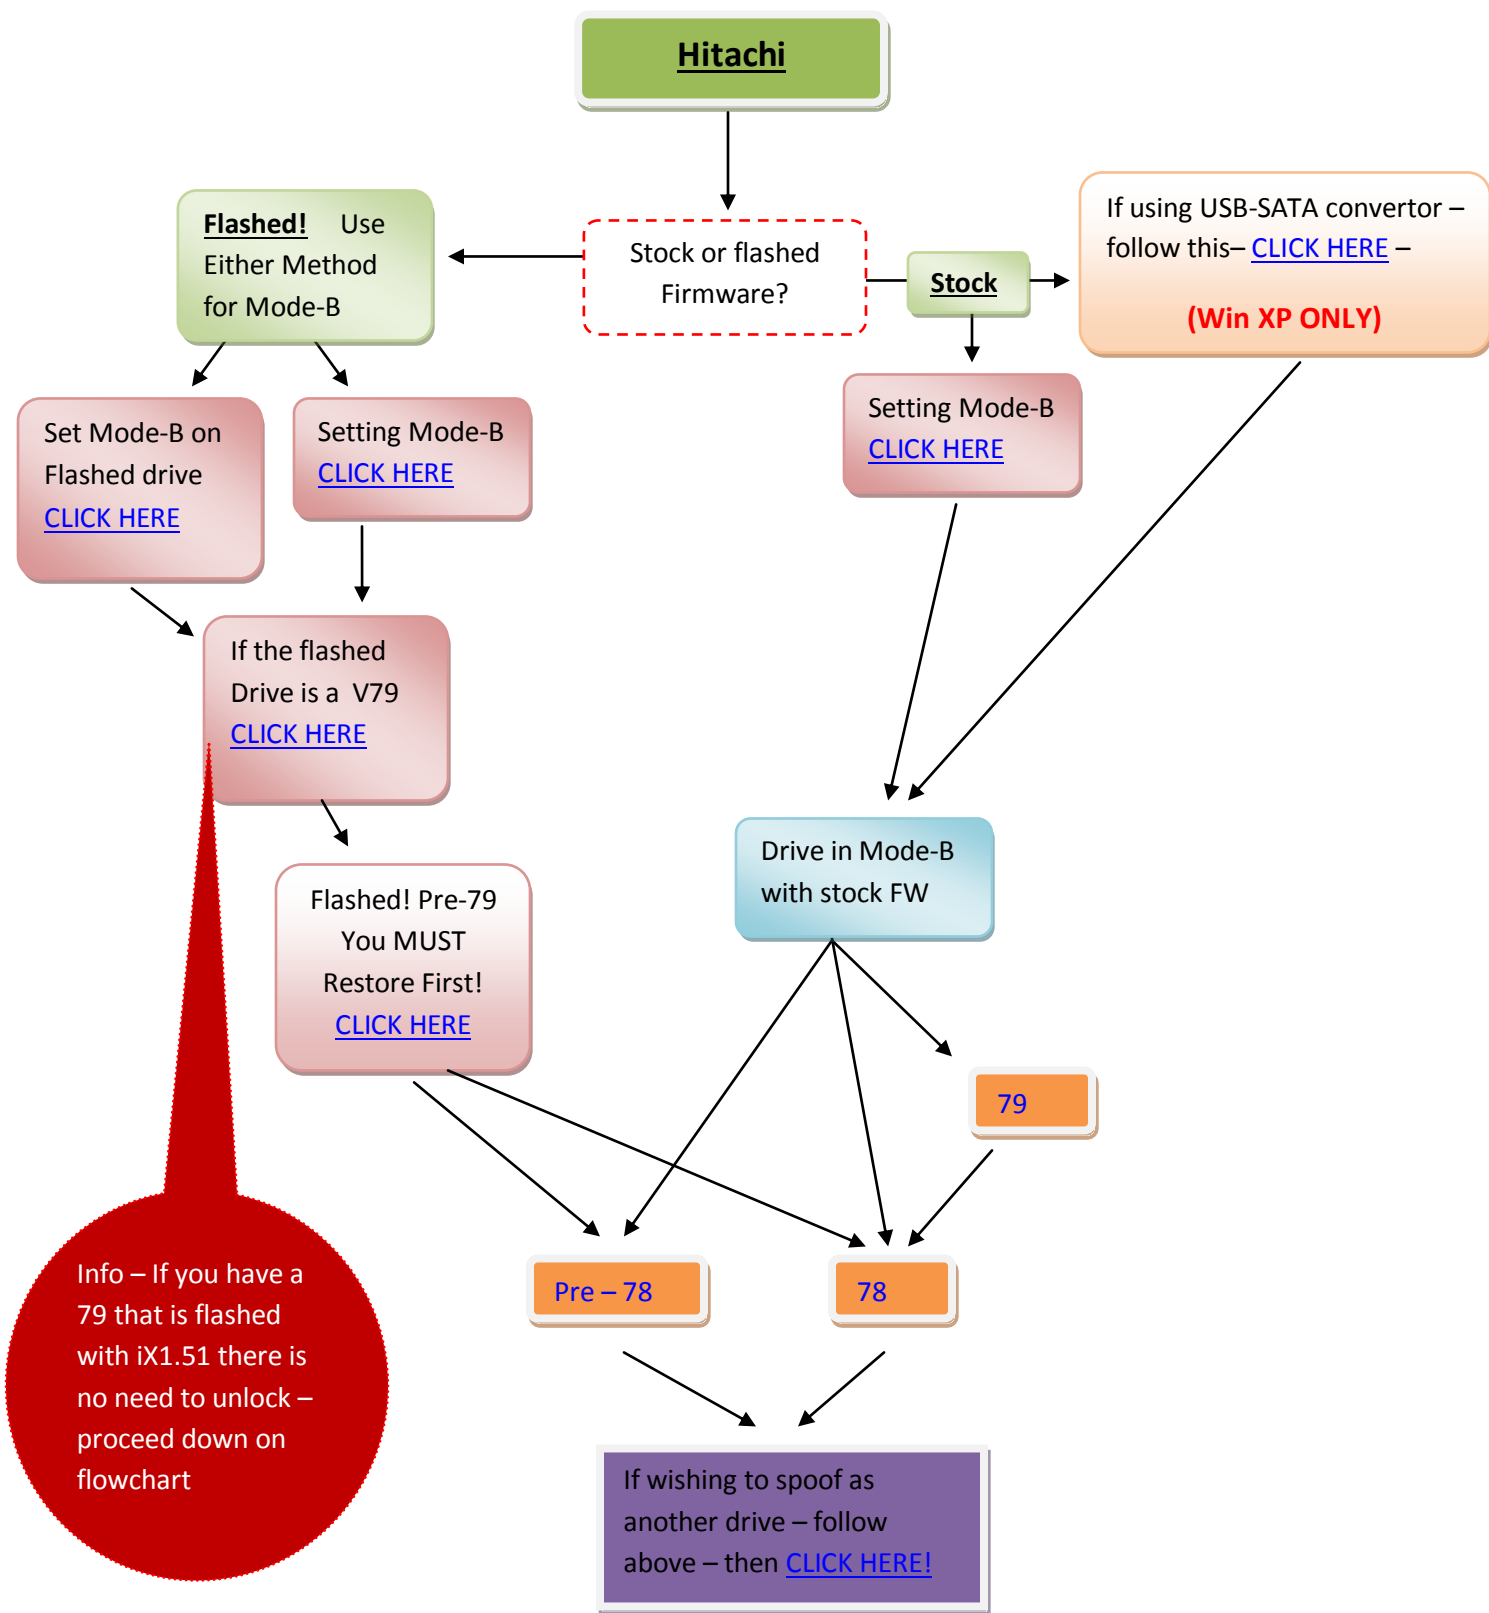 Hitachi
Stock or flashed
Firmware?
Flashed! Use
Either Method
for Mode-B
Stock
If using USB-SATA convertor –
follow this– CLICK HERE –
(Win XP ONLY)
Set Mode-B on
Flashed drive
CLICK HERE
Setting Mode-B
CLICK HERE
Setting Mode-B
CLICK HERE
If the flashed
Drive is a V79
CLICK HERE
Flashed! Pre-79
You MUST
Restore First!
CLICK HERE
Drive in Mode-B
with stock FW
79
Pre – 78
78
Info – If you have a
79 that is flashed
with iX1.51 there is
no need to unlock –
proceed down on
flowchart
If wishing to spoof as
another drive – follow
above – then CLICK HERE!